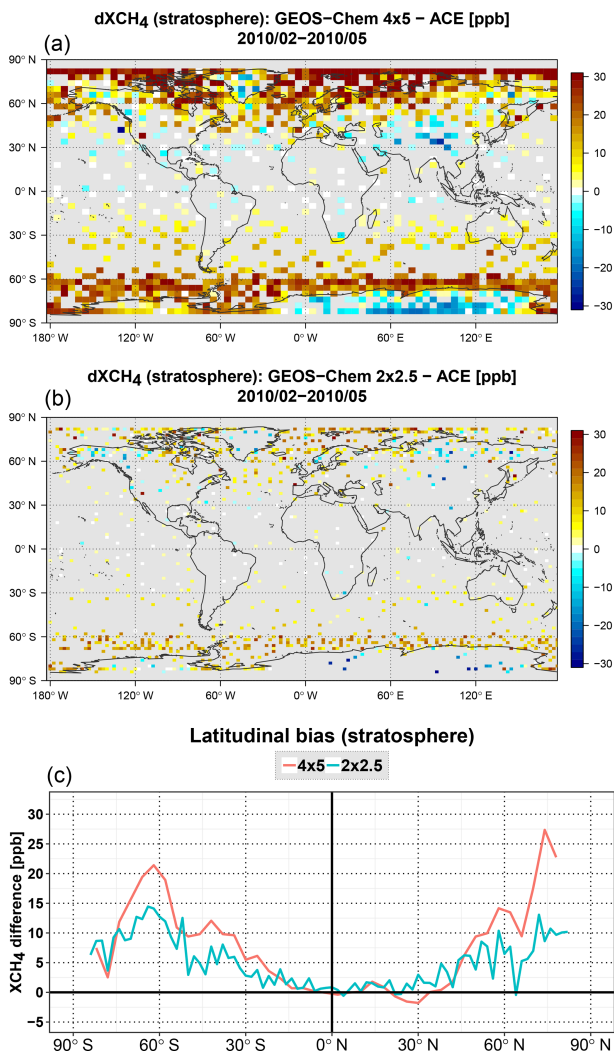 dXCH₄ (stratosphere): GEOS−Chem 4x5 − ACE [ppb]
2010/02−2010/05
(a)
90° N
60° N
30° N
0° N
30° S
60° S
90° S
180° W 120° W 60° W 0° W 60° E 120° E
30
20
10
0
−10
−20
−30
dXCH₄ (stratosphere): GEOS−Chem 2x2.5 − ACE [ppb]
2010/02−2010/05
(b)
90° N
60° N
30° N
0° N
30° S
60° S
90° S
180° W 120° W 60° W 0° W 60° E 120° E
30
20
10
0
−10
−20
−30
Latitudinal bias (stratosphere)
(c)
4x5 2x2.5
XCH₄ difference [ppb]
30
25
20
15
10
5
0
−5
90° S 60° S 30° S 0° N 30° N 60° N 90° N